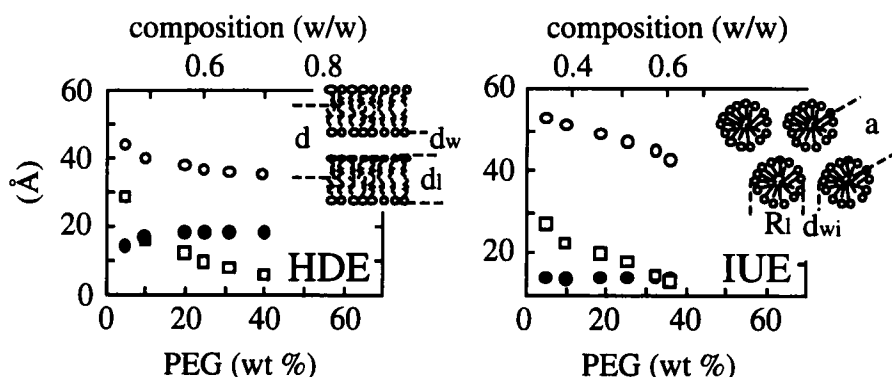 composition (w/w)
0.6 0.8
60
40
20
0
(Å)
d
dw
dl
HDE
0 20 40 60
PEG (wt %)
composition (w/w)
0.4 0.6
60
40
20
a
Rl dwi
IUE
0 20 40 60
PEG (wt %)